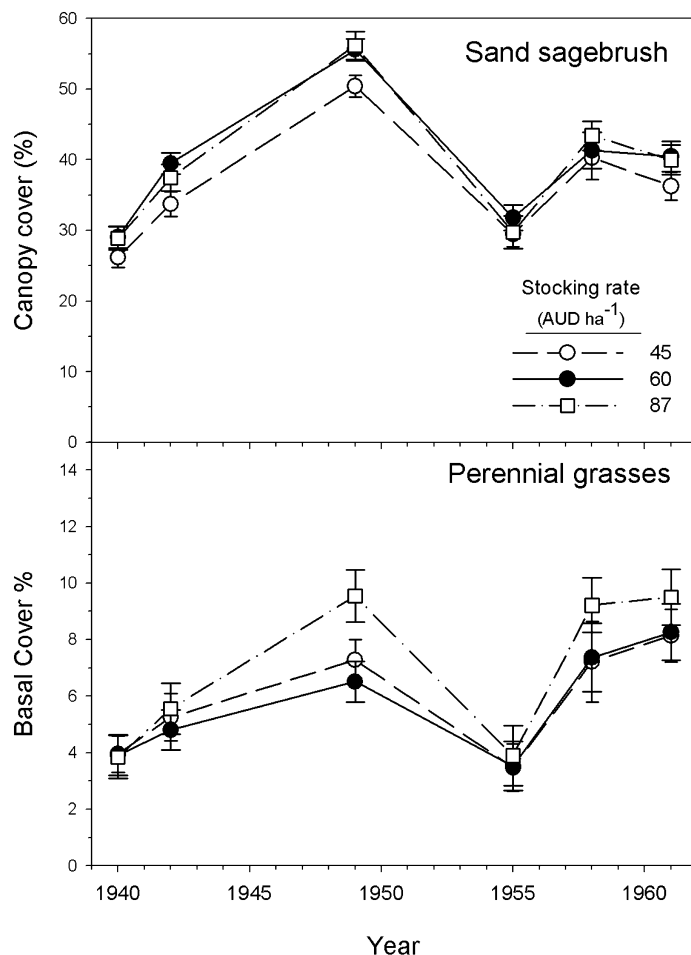 60
Sand sagebrush
50
40
30
20
10
0
Canopy cover (%)
Stocking rate
(AUD ha-1)
45
60
87
14
Perennial grasses
12
10
8
6
4
2
0
Basal Cover %
1940 1945 1950 1955 1960
Year